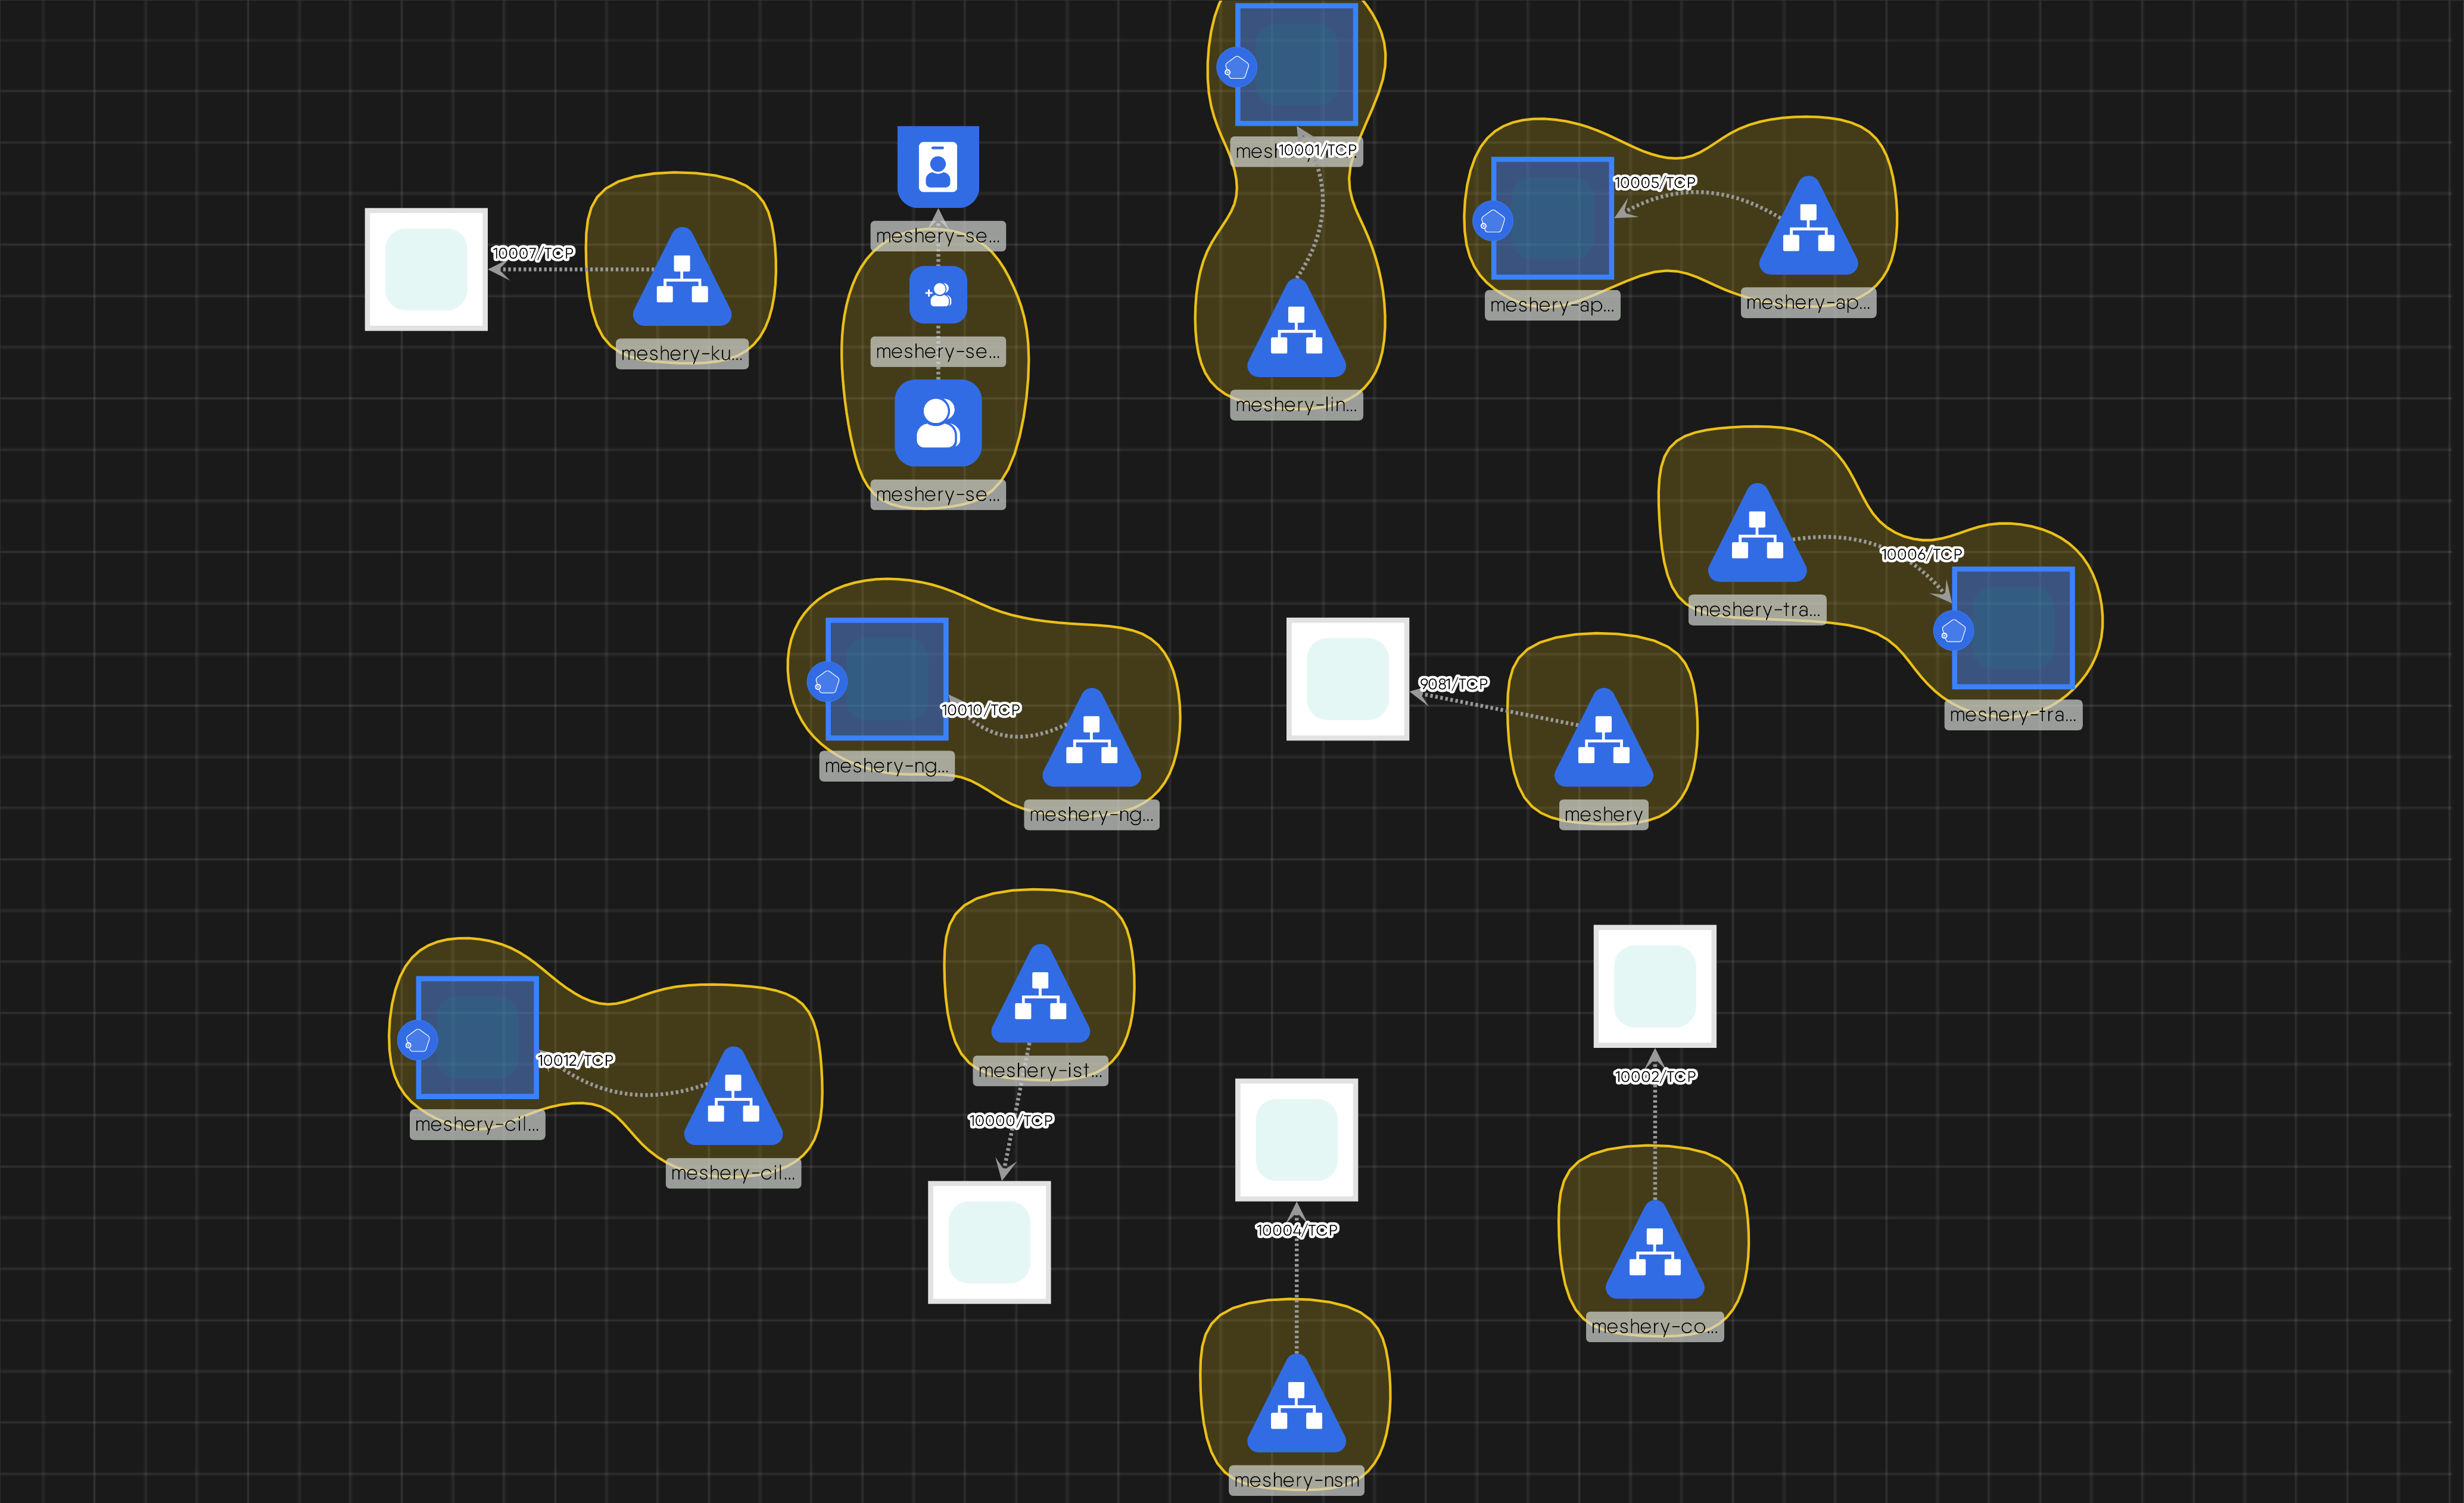 10001/TCP
10005/TCP
meshery-se...
10007/TCP
meshery-ap...
meshery-ap...
meshery-ku...
meshery-se...
meshery-lin...
meshery-se...
10006/TCP
meshery-tra...
9081/TCP
10010/TCP
meshery-tra...
meshery-ng...
meshery-ng...
meshery
10012/TCP
meshery-ist...
10002/TCP
10000/TCP
meshery-cil...
meshery-cil...
10004/TCP
meshery-co...
meshery-nsm